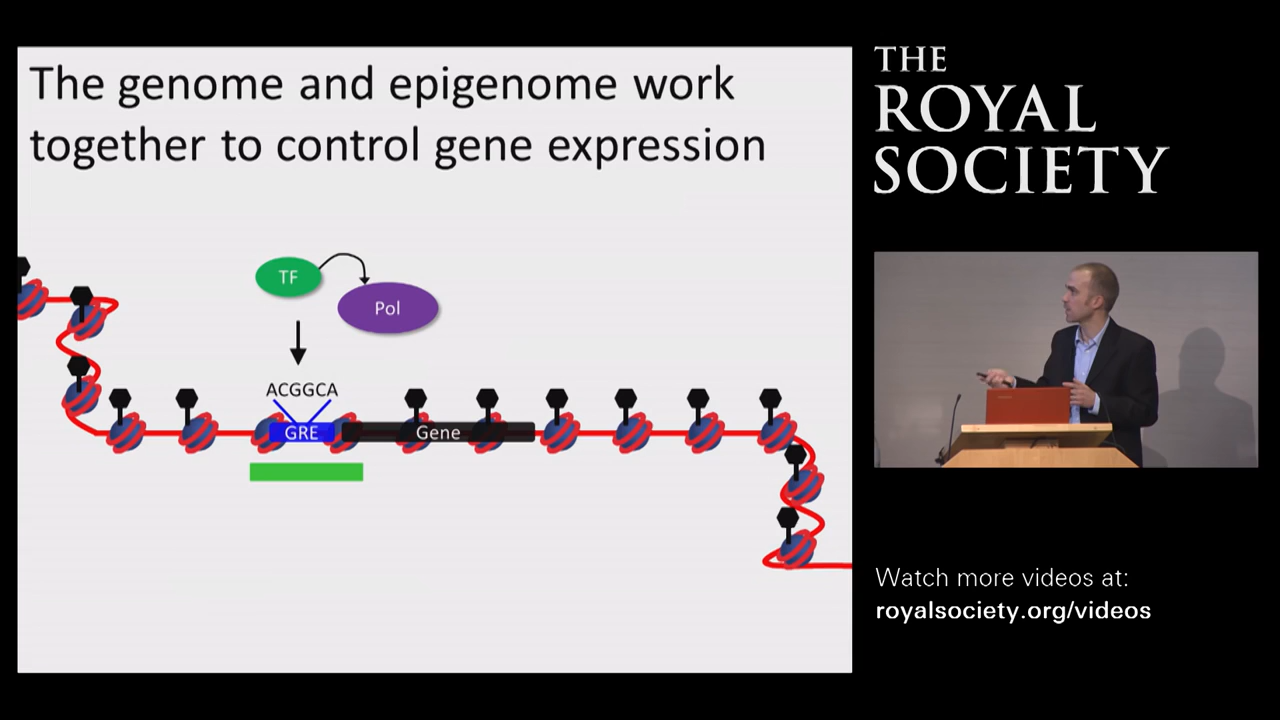 The genome and epigenome work
together to control gene expression
TF
Pol
ACGGCA
GRE
Gene
THE
ROYAL
SOCIETY
Watch more videos at:
royalsociety.org/videos